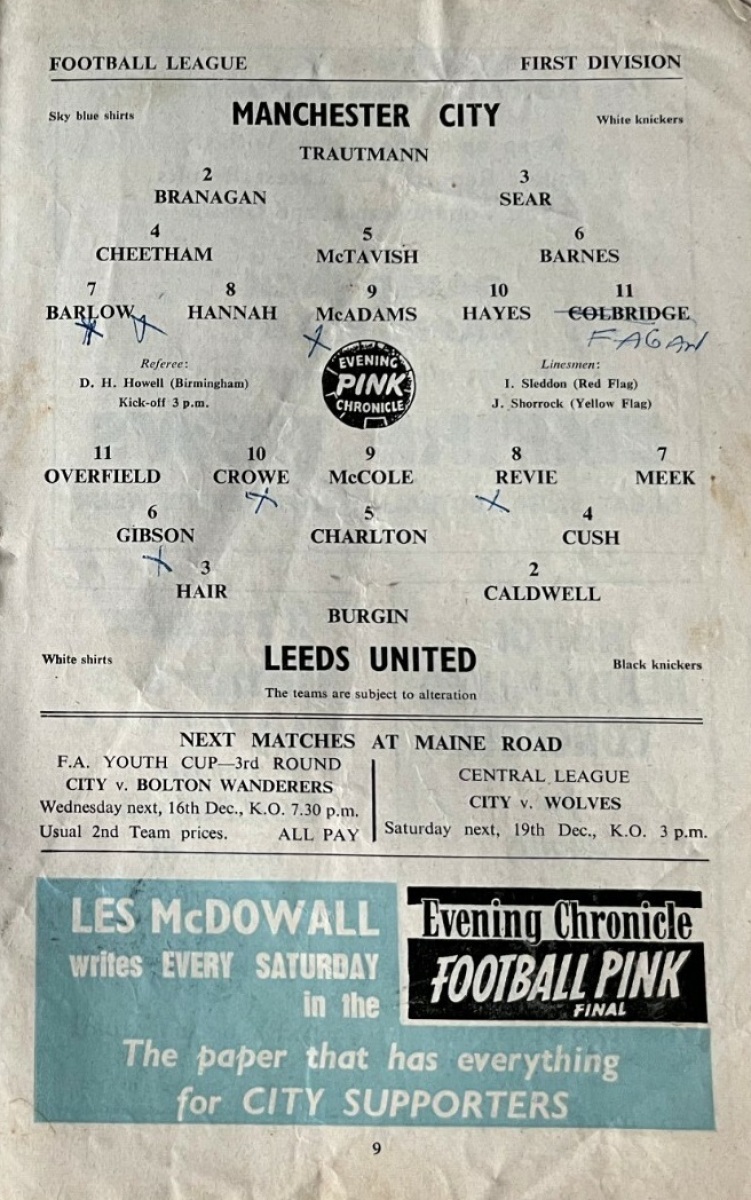 FOOTBALL LEAGUE FIRST DIVISION
Sky blue shirts MANCHESTER CITY White knickers
TRAUTMANN
2 3
BRANAGAN SEAR
4 5 6
CHEETHAM McTAVISH BARNES
7 8 9 10 11
BARLOW HANNAH McADAMS HAYES COLBRIDGE
FAGAN
Referee: EVENING Linesmen:
D. H. Howell (Birmingham) PINK I. Sleddon (Red Flag)
Kick-off 3 p.m. CHRONICLE J. Shorrock (Yellow Flag)
11 10 9 8 7
OVERFIELD CROWE McCOLE REVIE MEEK
6 5 4
GIBSON CHARLTON CUSH
3 2
HAIR CALDWELL
BURGIN
White shirts LEEDS UNITED Black knickers
The teams are subject to alteration
NEXT MATCHES AT MAINE ROAD
F.A. YOUTH CUP—3rd ROUND
CITY v. BOLTON WANDERERS
Wednesday next, 16th Dec., K.O. 7.30 p.m.
Usual 2nd Team prices. ALL PAY
CENTRAL LEAGUE
CITY v. WOLVES
Saturday next, 19th Dec., K.O. 3 p.m.
LES McDOWALL
writes EVERY SATURDAY
in the
Evening Chronicle
FOOTBALL PINK
FINAL
The paper that has everything
for CITY SUPPORTERS
9